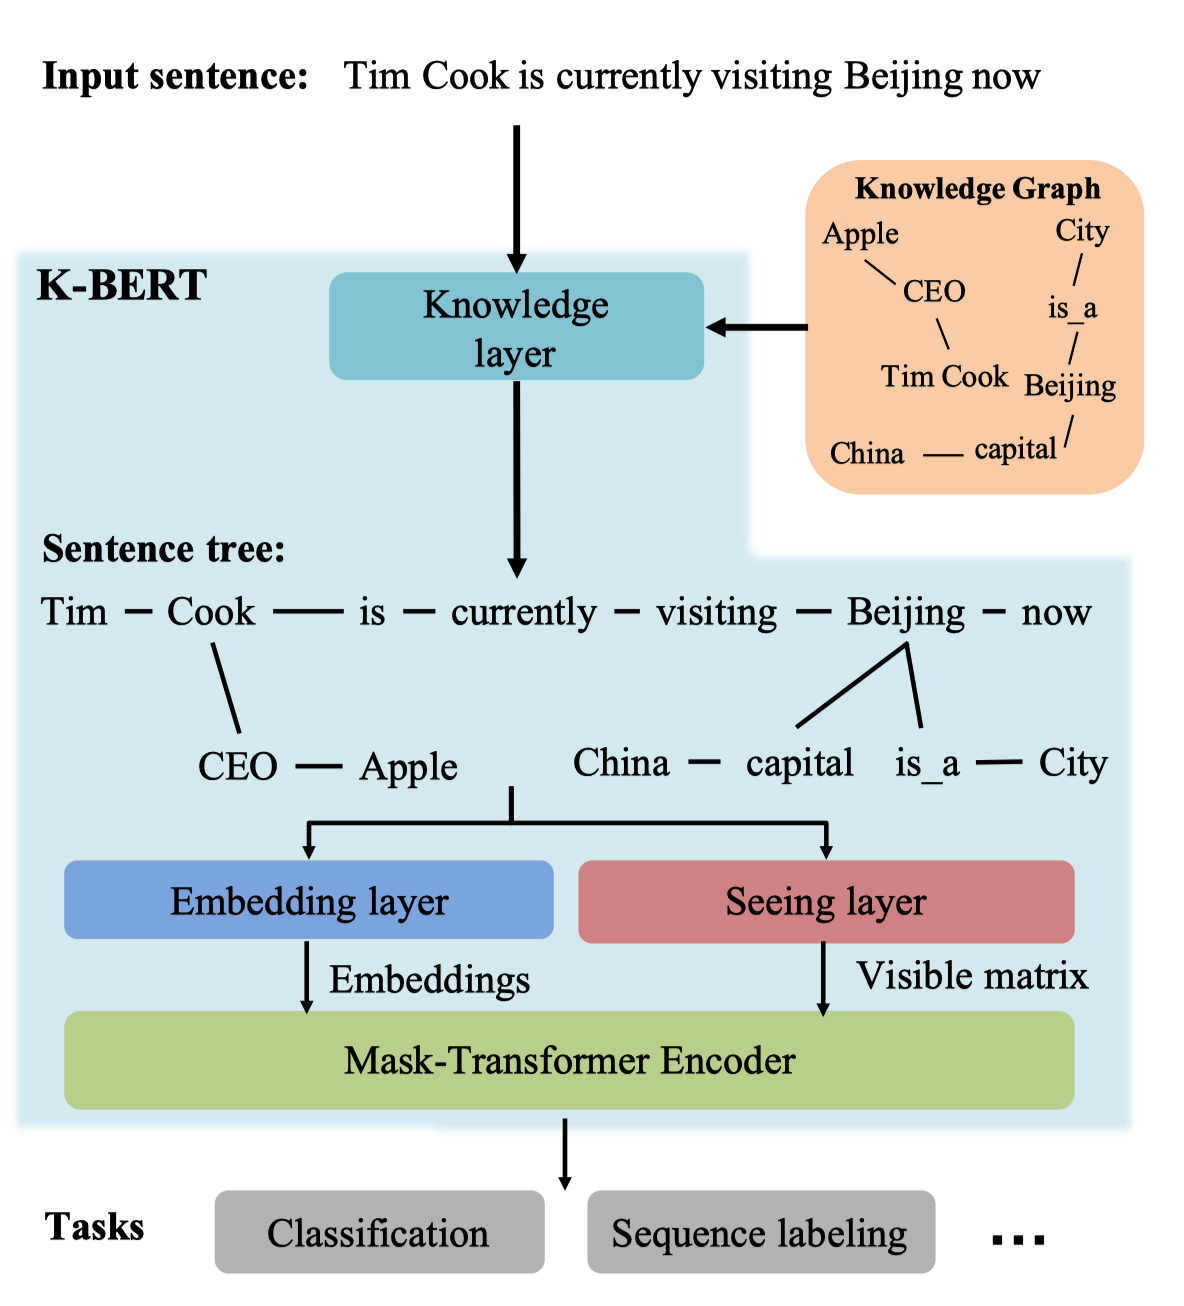 Input sentence: Tim Cook is currently visiting Beijing now
Knowledge Graph
Apple
City
CEO
is_a
Tim Cook
Beijing
China — capital
K-BERT
Knowledge
layer
Sentence tree:
Tim — Cook — is — currently — visiting — Beijing — now
CEO — Apple
China — capital
is_a — City
Embedding layer
Seeing layer
Embeddings
Visible matrix
Mask-Transformer Encoder
Tasks
Classification
Sequence labeling
...